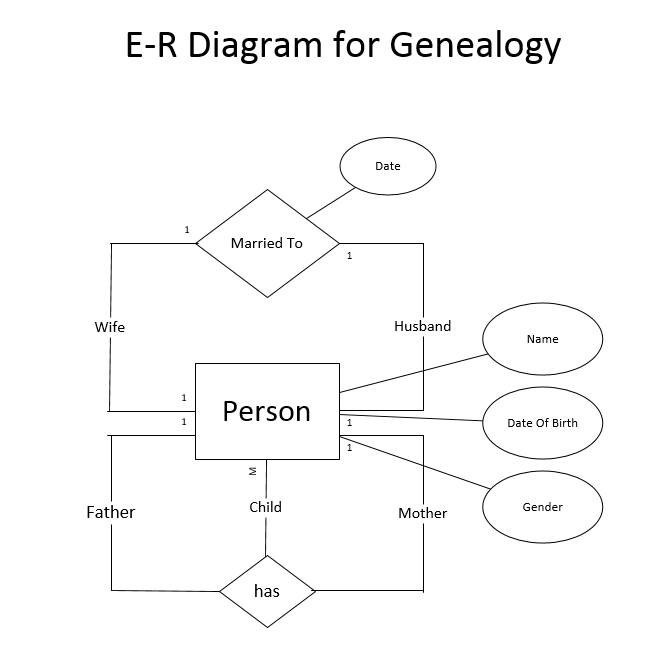 E-R Diagram for Genealogy
Date
1
Married To
1
Wife
Husband
Name
1
Person
1
1
Date Of Birth
1
M
Father
Child
Mother
Gender
has